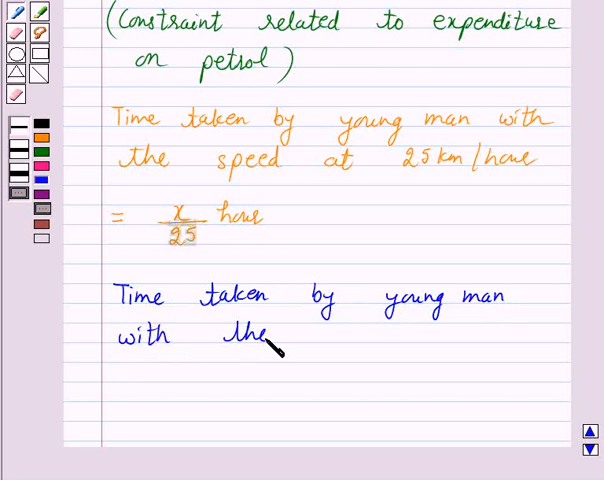 (Constraint related to expenditure
on petrol)
Time taken by young man with
the speed at 25 km/hour
= x/25 hour
Time taken by young man
with the